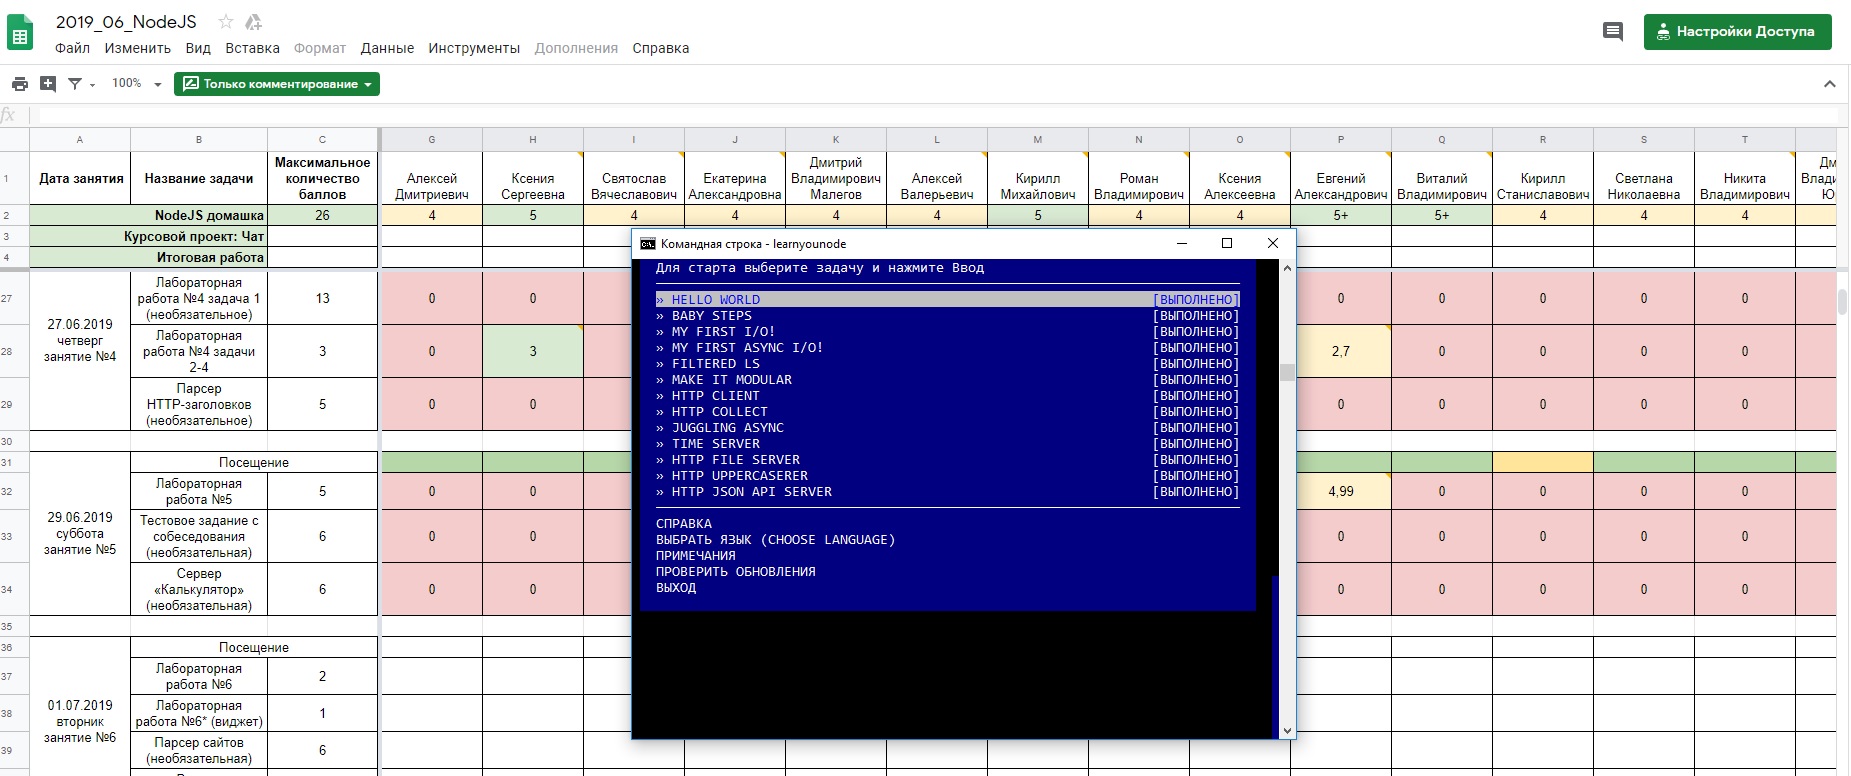 2019_06_NodeJS
Файл Изменить Вид Вставка Формат Данные Инструменты Дополнения Справка
Настройки Доступа
100% Только комментирование
fx
A B C G H I J K L M N O P Q R S T
1 Дата занятия Название задачи Максимальное количество баллов Алексей Дмитриевич Ксения Сергеевна Святослав Вячеславович Екатерина Александровна Дмитрий Владимирович Малегов Алексей Валерьевич Кирилл Михайлович Роман Владимирович Ксения Алексеевна Евгений Александрович Виталий Владимирович Кирилл Станиславович Светлана Николаевна Никита Владимирович
2 NodeJS домашка 26 4 5 4 4 4 4 5 4 4 5+ 5+ 4 4 4
3 Курсовой проект: Чат
4 Итоговая работа
27.06.2019 четверг занятие №4
27 Лабораторная работа №4 задача 1 (необязательное) 13 0 0 0 0 0 0 0
28 Лабораторная работа №4 задачи 2-4 3 0 3 2,7 0 0 0 0
29 Парсер HTTP-заголовков (необязательное) 5 0 0 0 0 0 0 0
30
29.06.2019 суббота занятие №5
31 Посещение
32 Лабораторная работа №5 5 0 0 4,99 0 0 0 0
33 Тестовое задание с собеседования (необязательная) 6 0 0 0 0 0 0 0
34 Сервер «Калькулятор» (необязательная) 6 0 0 0 0 0 0 0
35
01.07.2019 вторник занятие №6
36 Посещение
37 Лабораторная работа №6 2
38 Лабораторная работа №6* (виджет) 1
39 Парсер сайтов (необязательная) 6
Командная строка - learnyounode
Для старта выберите задачу и нажмите Ввод
» HELLO WORLD [ВЫПОЛНЕНО]
» BABY STEPS [ВЫПОЛНЕНО]
» MY FIRST I/O! [ВЫПОЛНЕНО]
» MY FIRST ASYNC I/O! [ВЫПОЛНЕНО]
» FILTERED LS [ВЫПОЛНЕНО]
» MAKE IT MODULAR [ВЫПОЛНЕНО]
» HTTP CLIENT [ВЫПОЛНЕНО]
» HTTP COLLECT [ВЫПОЛНЕНО]
» JUGGLING ASYNC [ВЫПОЛНЕНО]
» TIME SERVER [ВЫПОЛНЕНО]
» HTTP FILE SERVER [ВЫПОЛНЕНО]
» HTTP UPPERCASERER [ВЫПОЛНЕНО]
» HTTP JSON API SERVER [ВЫПОЛНЕНО]
СПРАВКА
ВЫБРАТЬ ЯЗЫК (CHOOSE LANGUAGE)
ПРИМЕЧАНИЯ
ПРОВЕРИТЬ ОБНОВЛЕНИЯ
ВЫХОД